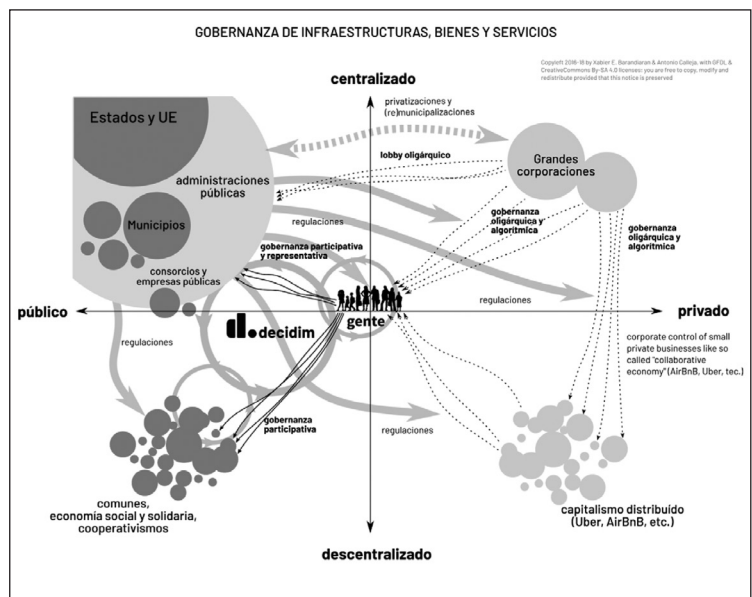 GOBERNANZA DE INFRAESTRUCTURAS, BIENES Y SERVICIOS
Copyleft 2016-18 by Xabier E. Barandiaran & Antonio Calleja, with GFDL &
CreativeCommons By-SA 4.0 licenses: you are free to copy, modify and
redistribute provided that this notice is preserved
centralizado
Estados y UE
privatizaciones y
(re)municipalizaciones
lobby oligárquico
Grandes
corporaciones
administraciones
públicas
Municipios
regulaciones
gobernanza
oligárquica y
algorítmica
gobernanza
oligárquica y
algorítmica
gobernanza participativa
y representativa
consorcios y
empresas públicas
regulaciones
público
d.decidim
gente
privado
regulaciones
corporate control of small
private businesses like so
called "collaborative
economy" (AirBnB, Uber, tec.)
gobernanza
participativa
regulaciones
comunes,
economía social y solidaria,
cooperativismos
capitalismo distribuído
(Uber, AirBnB, etc.)
descentralizado